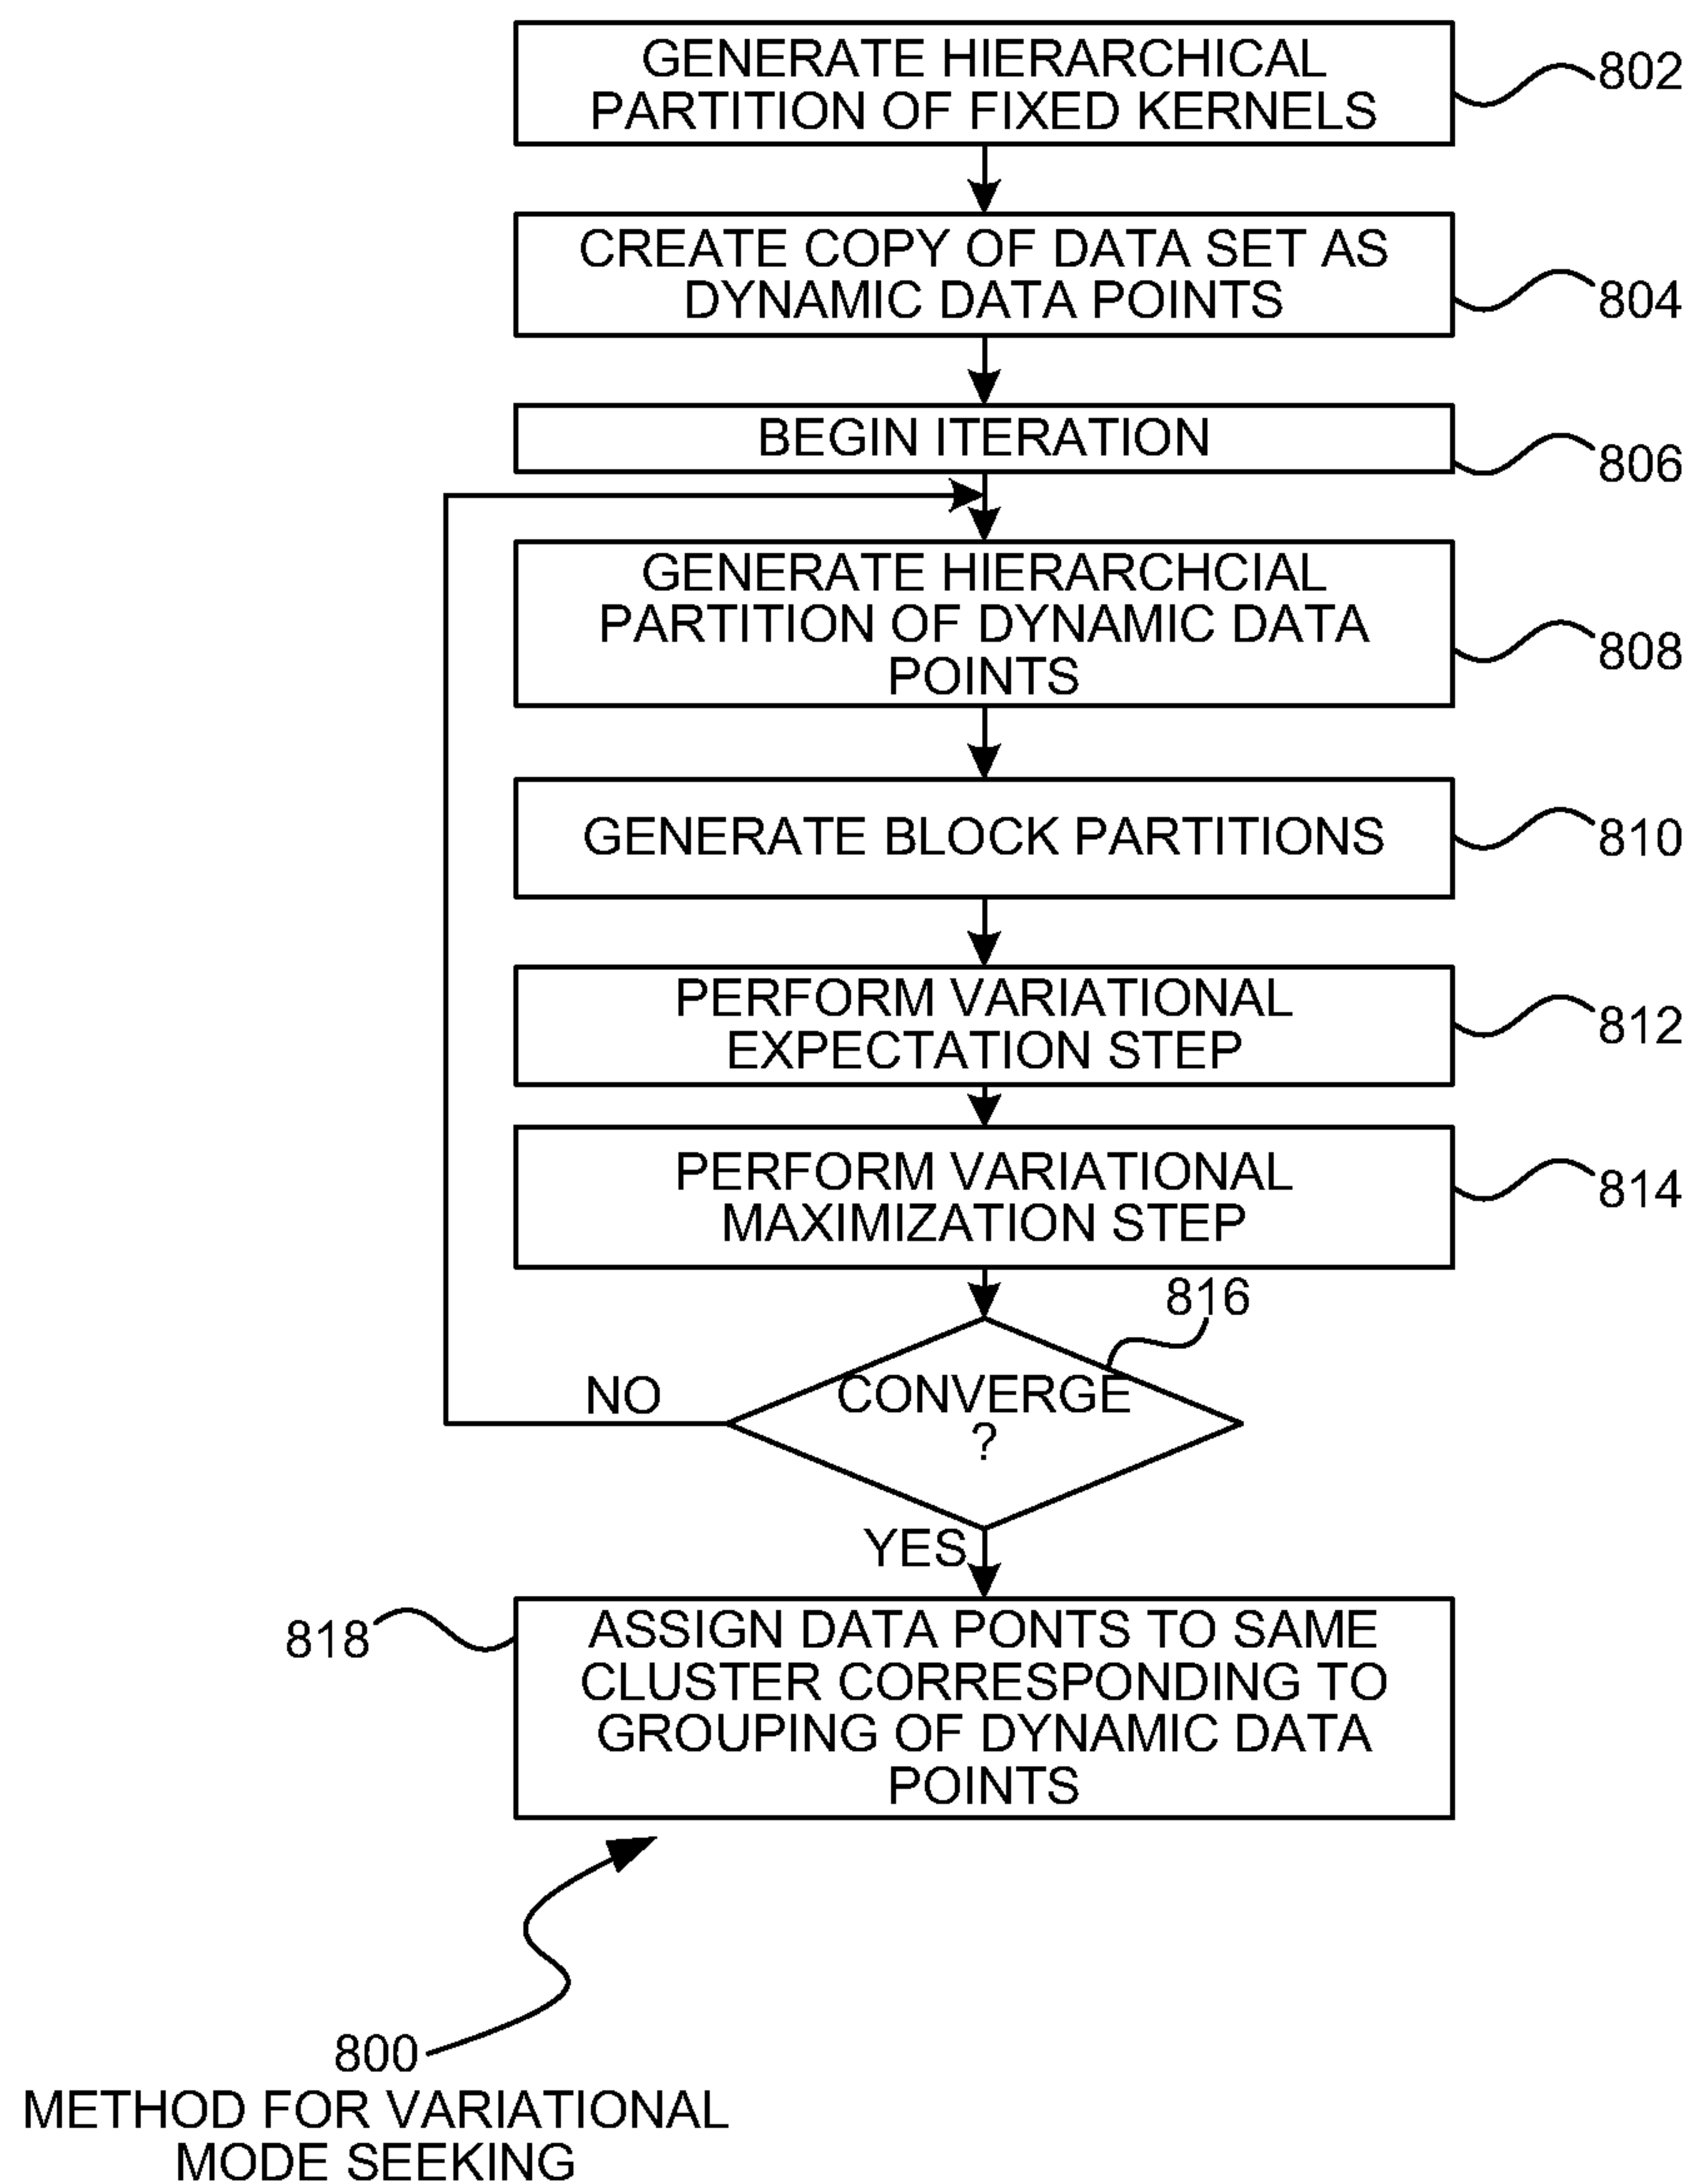 GENERATE HIERARCHICAL
PARTITION OF FIXED KERNELS
802
CREATE COPY OF DATA SET AS
DYNAMIC DATA POINTS
804
BEGIN ITERATION
806
GENERATE HIERARCHCIAL
PARTITION OF DYNAMIC DATA
POINTS
808
GENERATE BLOCK PARTITIONS
810
PERFORM VARIATIONAL
EXPECTATION STEP
812
PERFORM VARIATIONAL
MAXIMIZATION STEP
814
816
CONVERGE
?
NO
YES
818
ASSIGN DATA PONTS TO SAME
CLUSTER CORRESPONDING TO
GROUPING OF DYNAMIC DATA
POINTS
800
METHOD FOR VARIATIONAL
MODE SEEKING